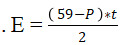 . E = (59−P)*t / 2